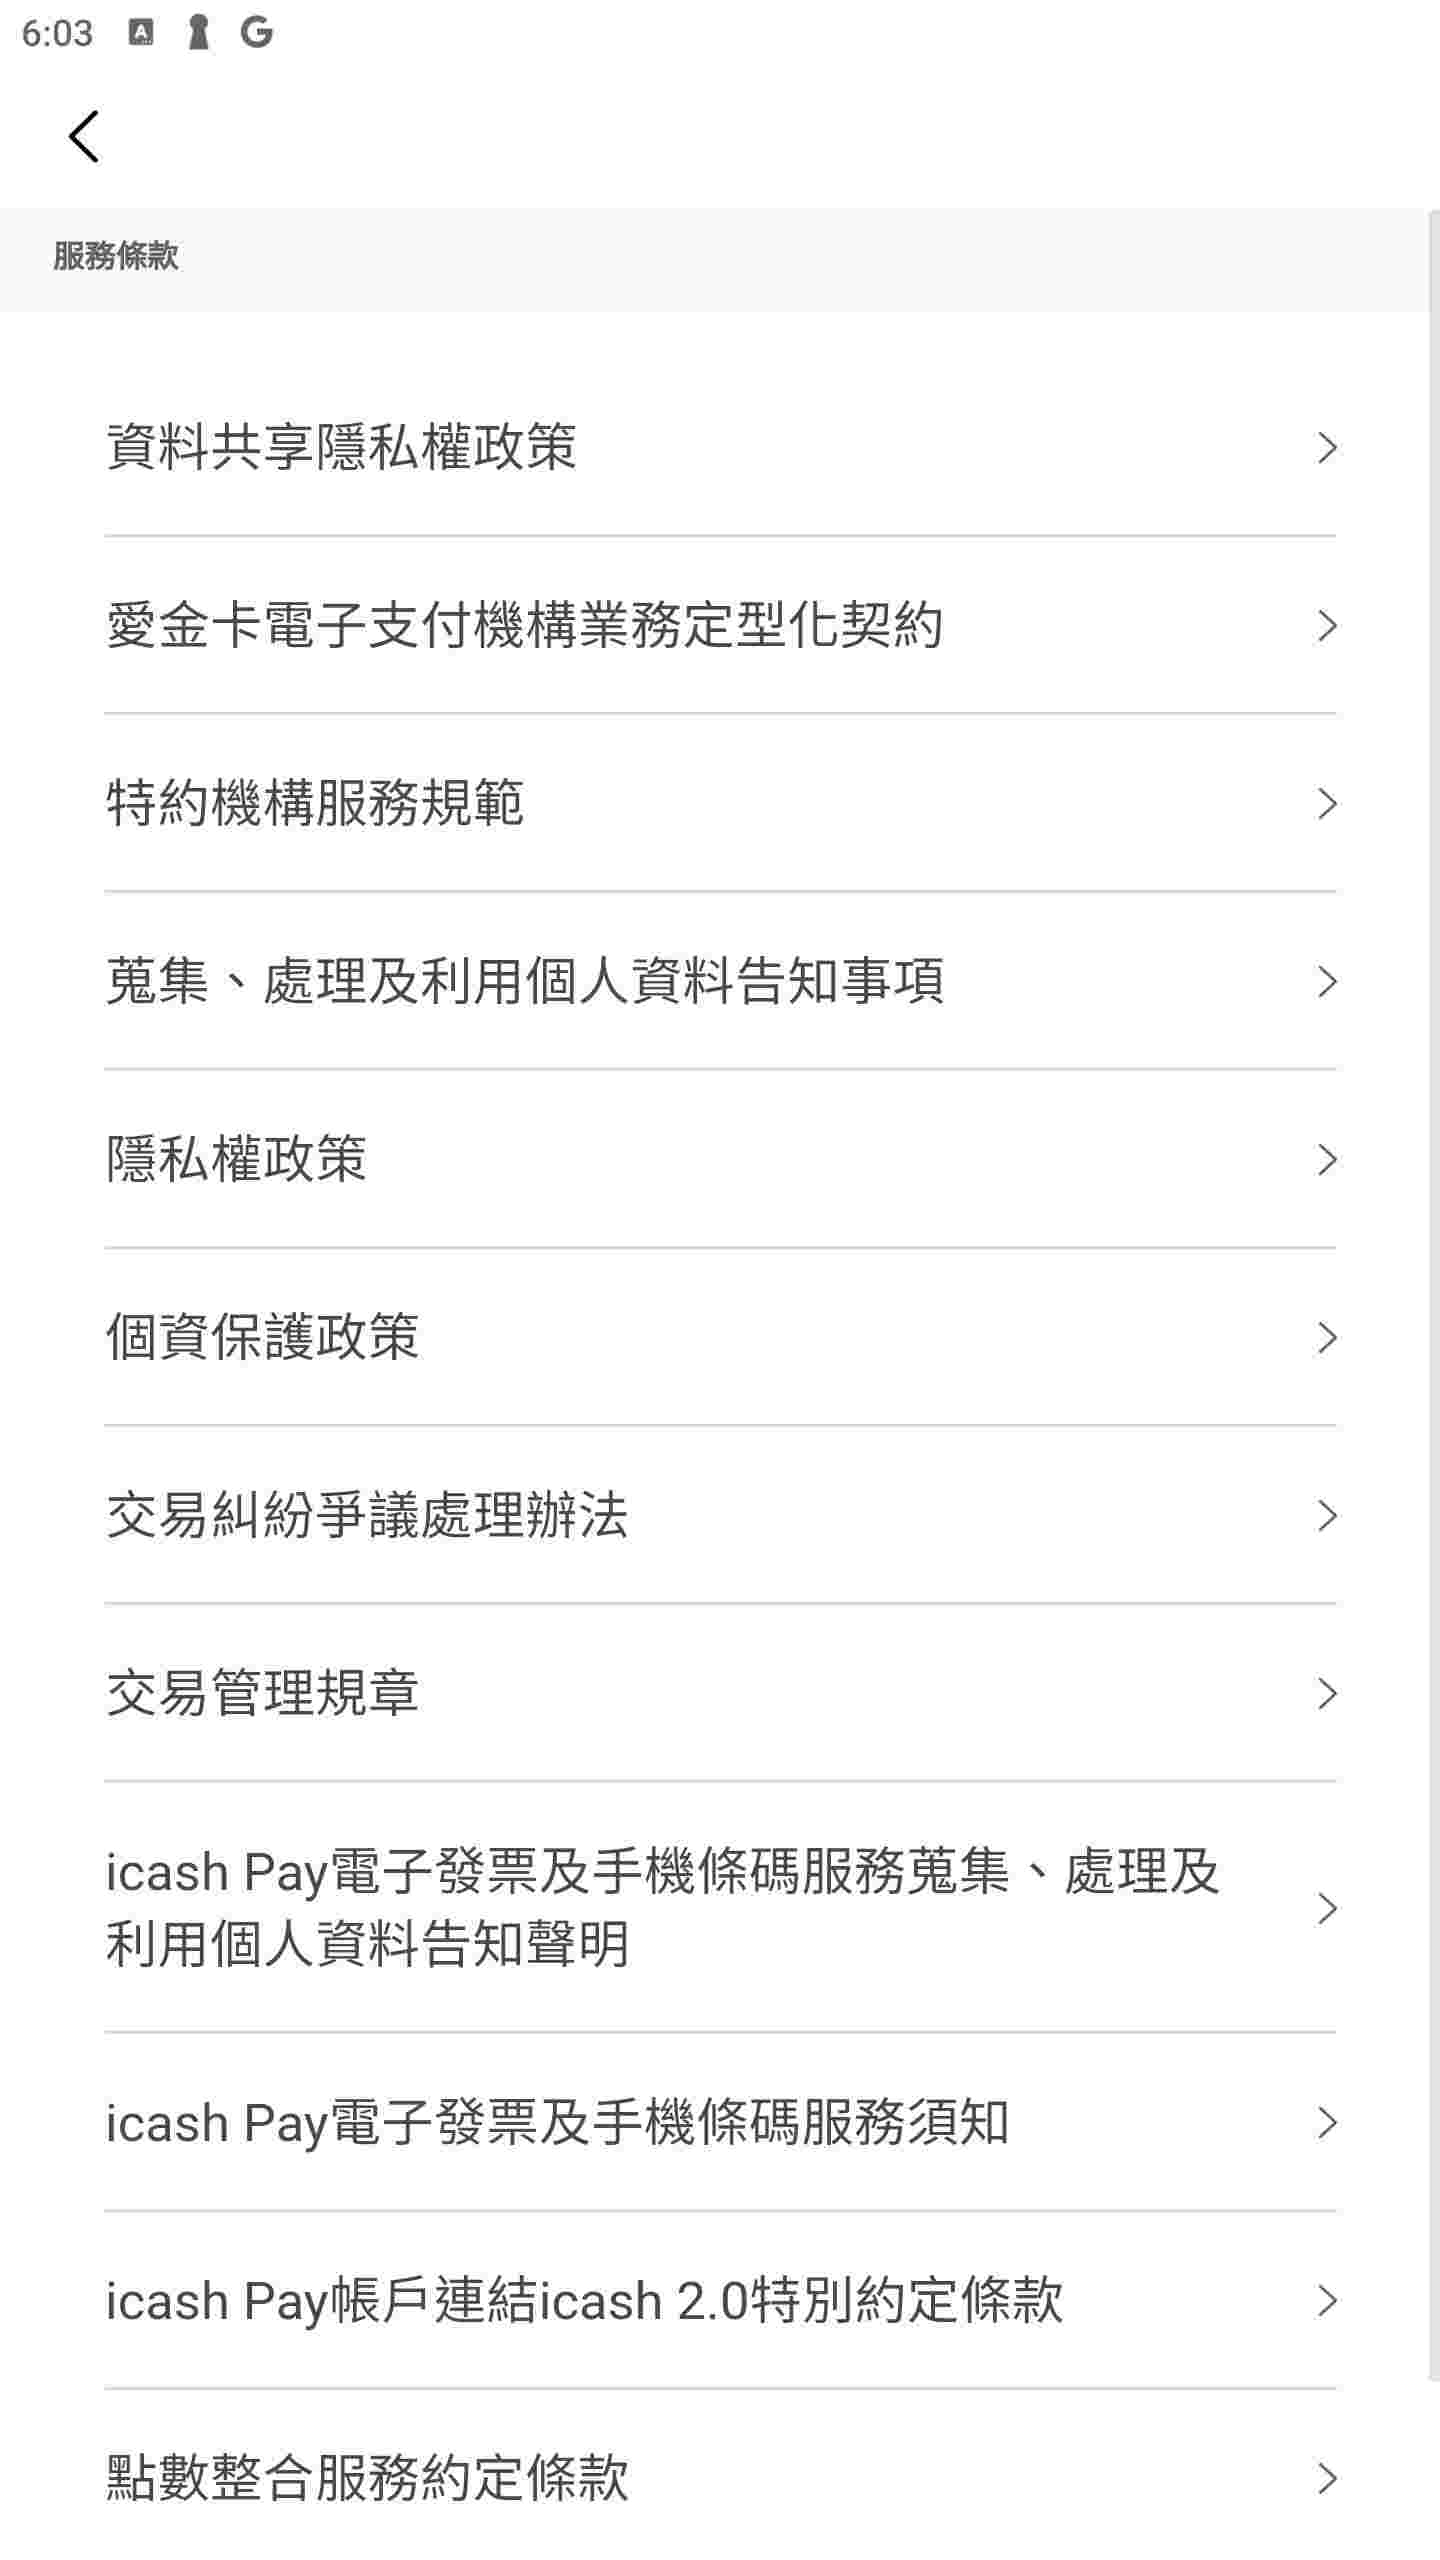 6:03
服務條款
資料共享隱私權政策
愛金卡電子支付機構業務定型化契約
特約機構服務規範
蒐集、處理及利用個人資料告知事項
隱私權政策
個資保護政策
交易糾紛爭議處理辦法
交易管理規章
icash Pay電子發票及手機條碼服務蒐集、處理及
利用個人資料告知聲明
icash Pay電子發票及手機條碼服務須知
icash Pay帳戶連結icash 2.0特別約定條款
點數整合服務約定條款